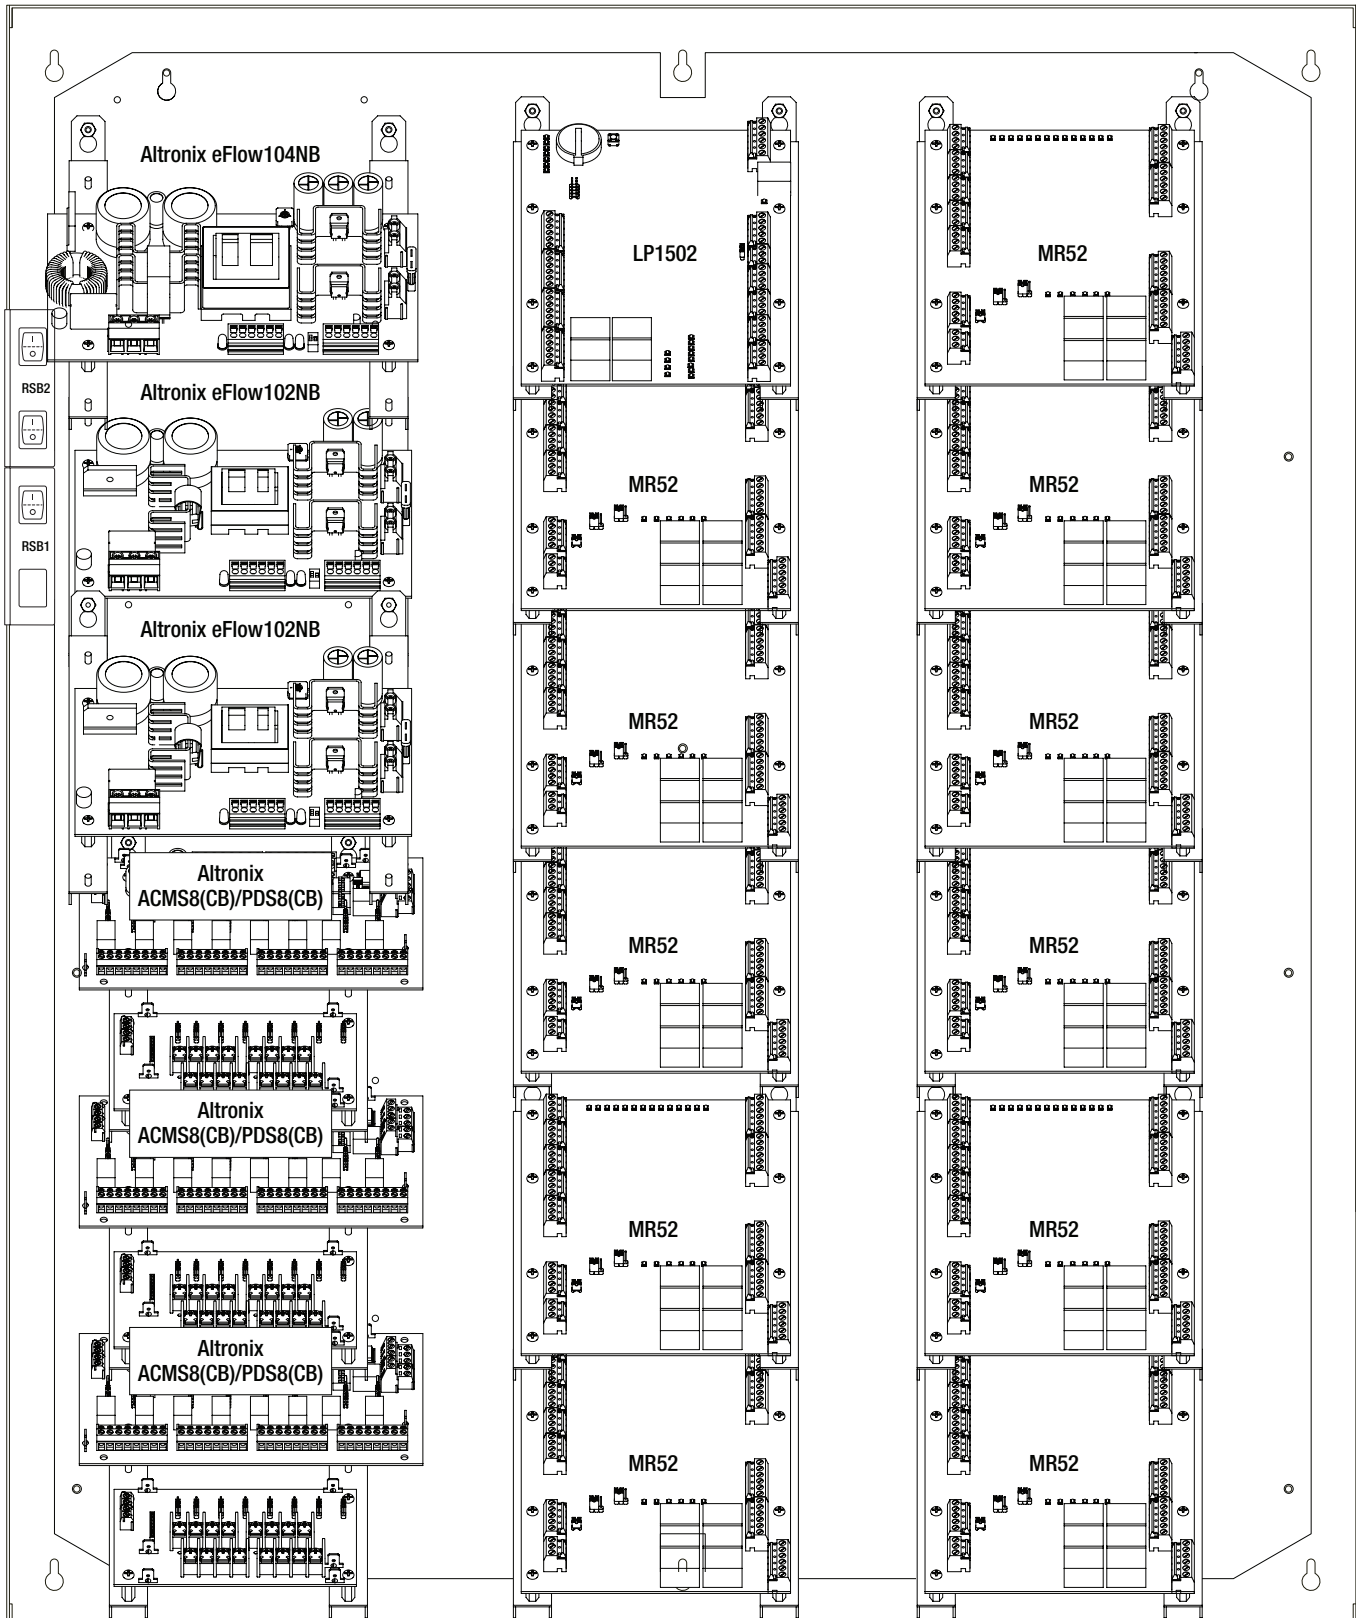 Altronix eFlow104NB
LP1502
MR52
RSB2
Altronix eFlow102NB
MR52
MR52
RSB1
Altronix eFlow102NB
MR52
MR52
Altronix
ACMS8(CB)/PDS8(CB)
MR52
MR52
Altronix
ACMS8(CB)/PDS8(CB)
MR52
MR52
Altronix
ACMS8(CB)/PDS8(CB)
MR52
MR52